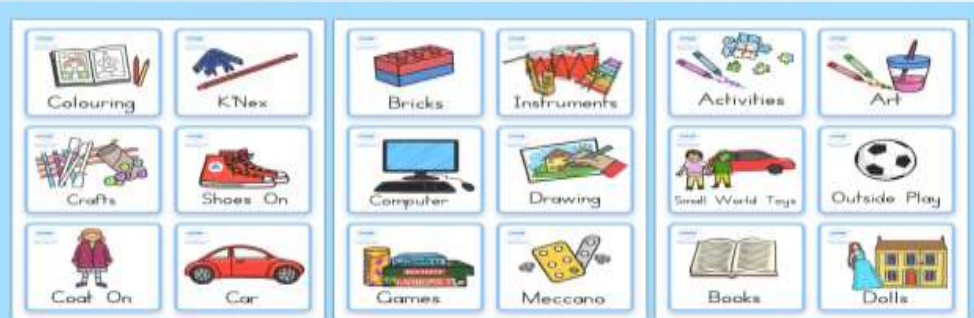 Colouring
K'Nex
Crafts
Shoes On
Coat On
Car
Bricks
Instruments
Computer
Drawing
Games
Meccano
Activities
Art
Small World Toys
Outside Play
Books
Dolls